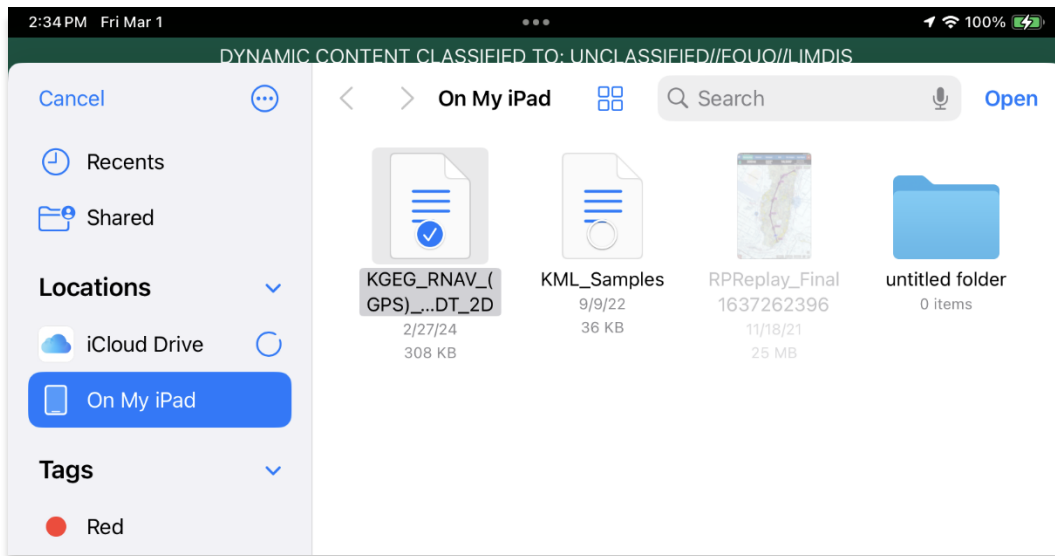 2:34 PM Fri Mar 1
100%
DYNAMIC CONTENT CLASSIFIED TO: UNCLASSIFIED//FOUO//LIMDIS
Cancel
On My iPad
Search
Open
Recents
Shared
Locations
iCloud Drive
On My iPad
Tags
Red
KGEG_RNAV_(
GPS)_...DT_2D
2/27/24
308 KB
KML_Samples
9/9/22
36 KB
RPReplay_Final
1637262396
11/18/21
25 MB
untitled folder
0 items